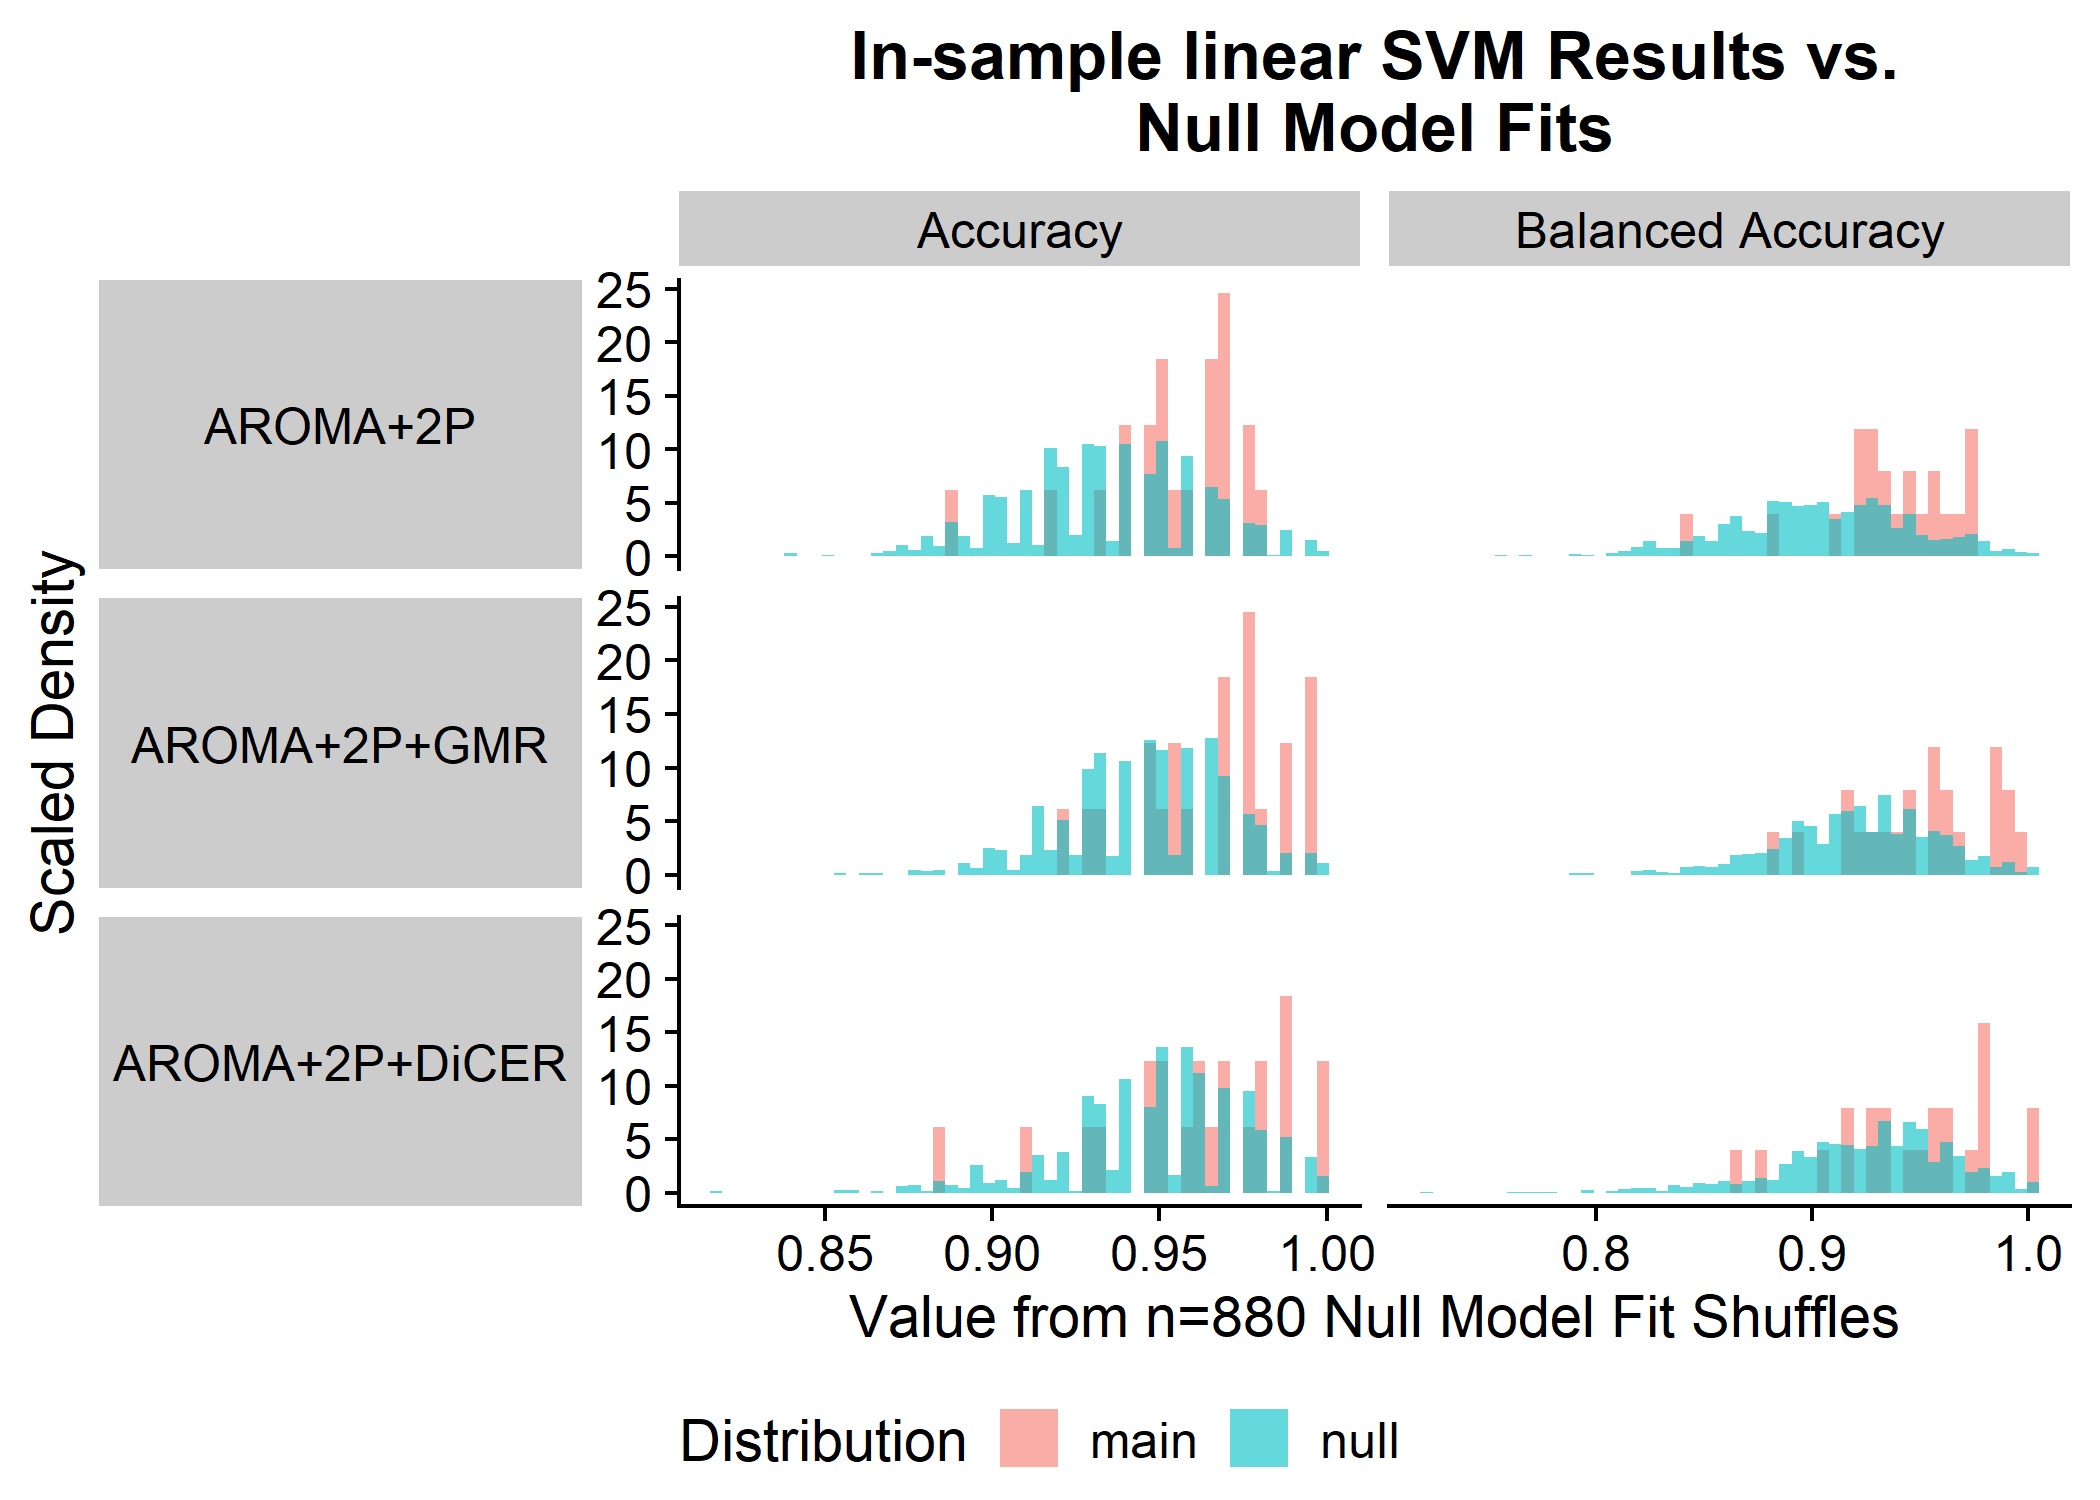 In-sample linear SVM Results vs.
Null Model Fits
Accuracy
Balanced Accuracy
Scaled Density
AROMA+2P
25
20
15
10
5
0
AROMA+2P+GMR
25
20
15
10
5
0
AROMA+2P+DiCER
25
20
15
10
5
0
0.85 0.90 0.95 1.00
0.8 0.9 1.0
Value from n=880 Null Model Fit Shuffles
Distribution main null